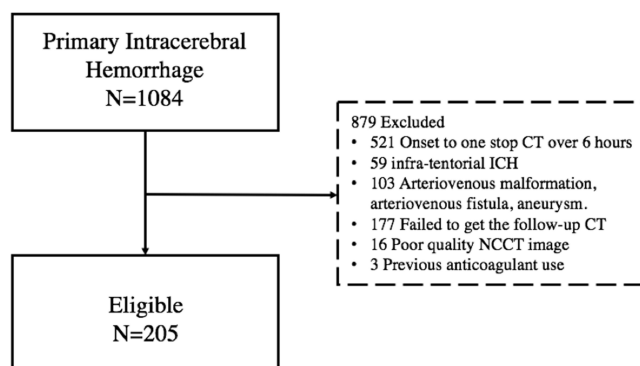 Primary Intracerebral
Hemorrhage
N=1084
879 Excluded
• 521 Onset to one stop CT over 6 hours
• 59 infra-tentorial ICH
• 103 Arteriovenous malformation,
arteriovenous fistula, aneurysm.
• 177 Failed to get the follow-up CT
• 16 Poor quality NCCT image
• 3 Previous anticoagulant use
Eligible
N=205